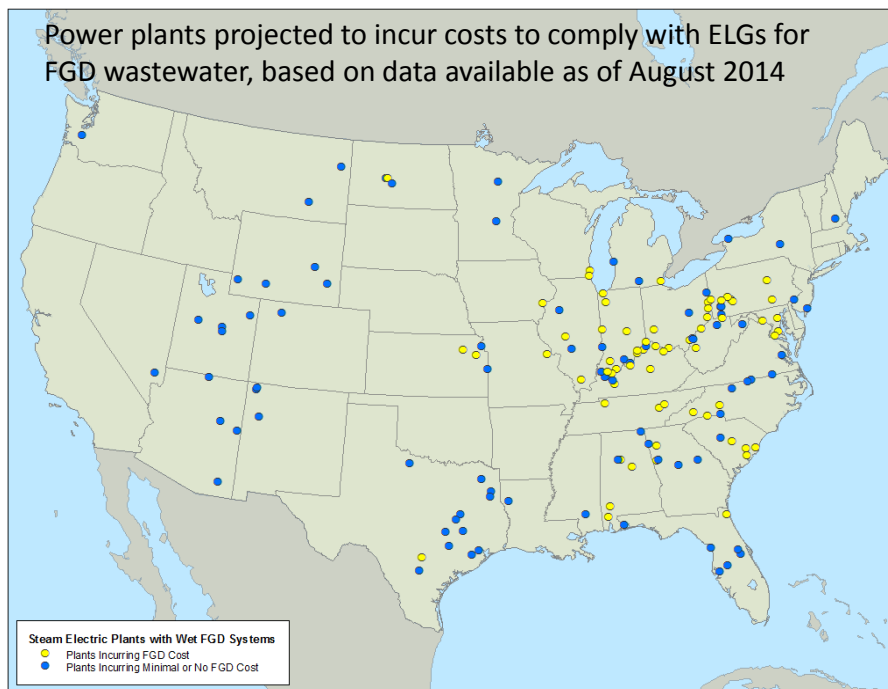 Power plants projected to incur costs to comply with ELGs for
FGD wastewater, based on data available as of August 2014
Steam Electric Plants with Wet FGD Systems
Plants Incurring FGD Cost
Plants Incurring Minimal or No FGD Cost